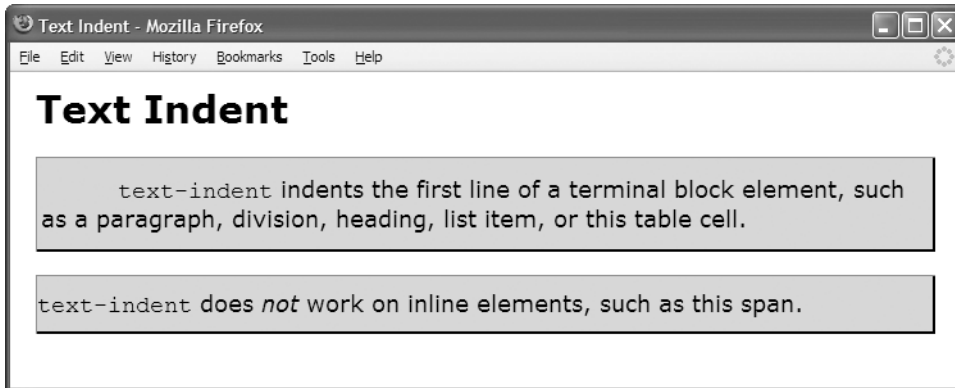 Text Indent - Mozilla Firefox
File Edit View History Bookmarks Tools Help
Text Indent
text-indent indents the first line of a terminal block element, such
as a paragraph, division, heading, list item, or this table cell.
text-indent does not work on inline elements, such as this span.